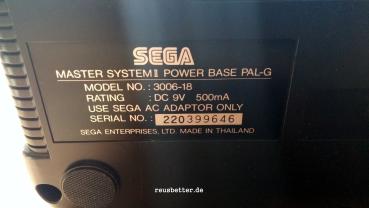 SEGA
MASTER SYSTEM II POWER BASE PAL-G
MODEL NO. : 3006-18
RATING : DC 9V 500mA
USE SEGA AC ADAPTOR ONLY
SERIAL NO. : 220399646
SEGA ENTERPRISES, LTD. MADE IN THAILAND
reusbetter.de